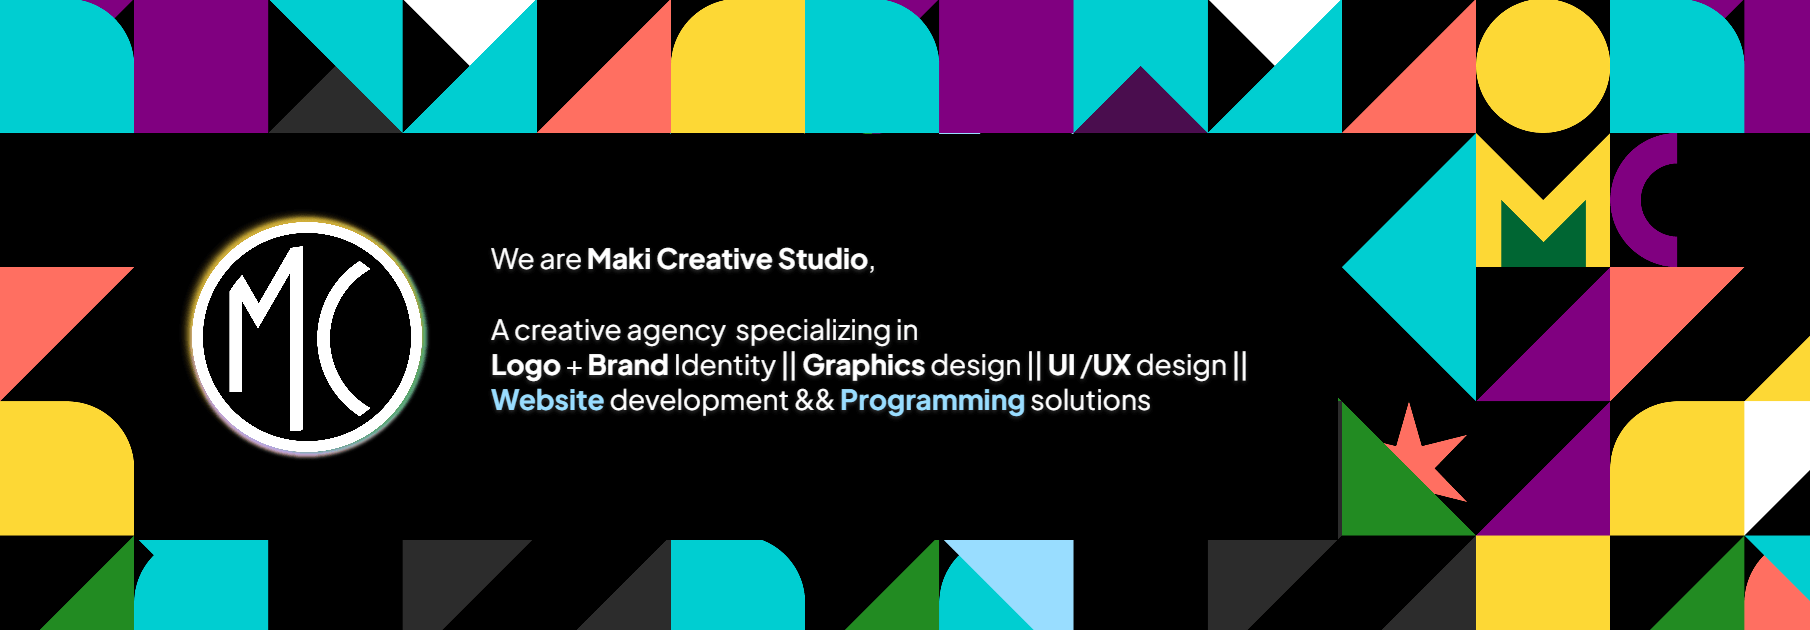 MC
MC
We are Maki Creative Studio,
A creative agency specializing in
Logo + Brand Identity || Graphics design || UI /UX design ||
Website development && Programming solutions